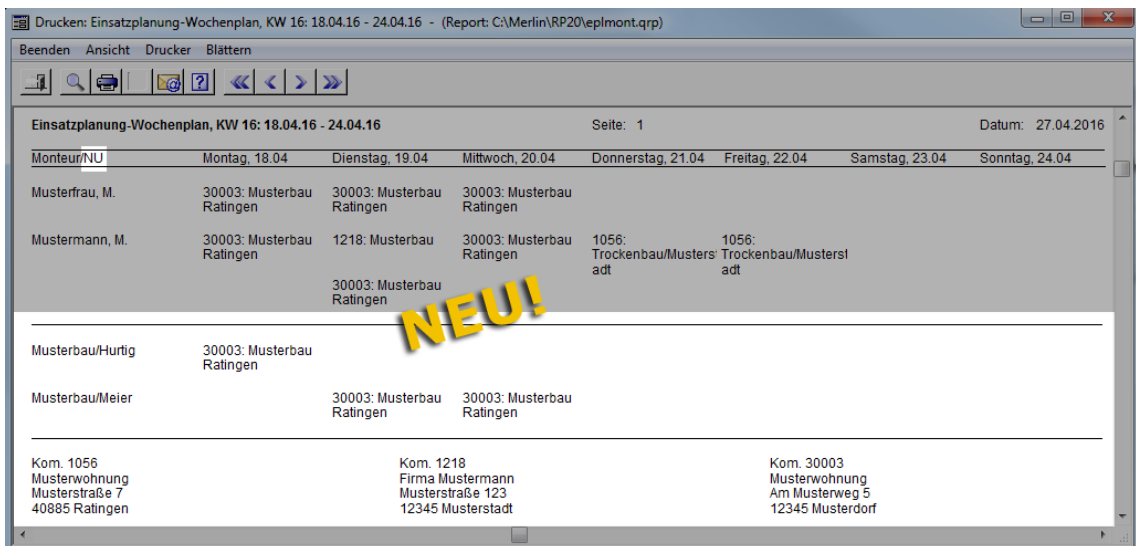 Drucken: Einsatzplanung-Wochenplan, KW 16: 18.04.16 - 24.04.16 - (Report: C:\Merlin\RP20\eplmont.qrp)
Beenden Ansicht Drucker Blättern
Einsatzplanung-Wochenplan, KW 16: 18.04.16 - 24.04.16 Seite: 1 Datum: 27.04.2016
Monteur/NU Montag, 18.04 Dienstag, 19.04 Mittwoch, 20.04 Donnerstag, 21.04 Freitag, 22.04 Samstag, 23.04 Sonntag, 24.04
Musterfrau, M. 30003: Musterbau 30003: Musterbau 30003: Musterbau
Ratingen Ratingen Ratingen
Mustermann, M. 30003: Musterbau 1218: Musterbau 30003: Musterbau 1056: 1056:
Ratingen Ratingen Trockenbau/Musters Trockenbau/Musterst
adt adt
30003: Musterbau
Ratingen
NEU!
Musterbau/Hurtig 30003: Musterbau
Ratingen
Musterbau/Meier 30003: Musterbau 30003: Musterbau
Ratingen Ratingen
Kom. 1056 Kom. 1218 Kom. 30003
Musterwohnung Firma Mustermann Musterwohnung
Musterstraße 7 Musterstraße 123 Am Musterweg 5
40885 Ratingen 12345 Musterstadt 12345 Musterdorf